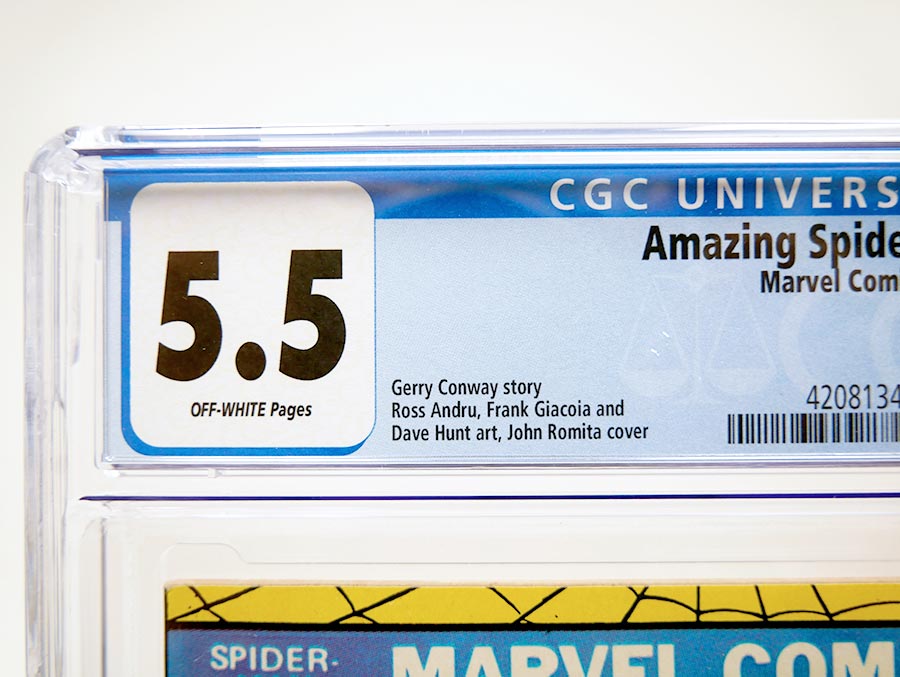 CGC UNIVERS
5.5
OFF-WHITE Pages
Amazing Spide
Marvel Com
Gerry Conway story
Ross Andru, Frank Giacoia and
Dave Hunt art, John Romita cover
4208134
SPIDER-
MARVEL COM